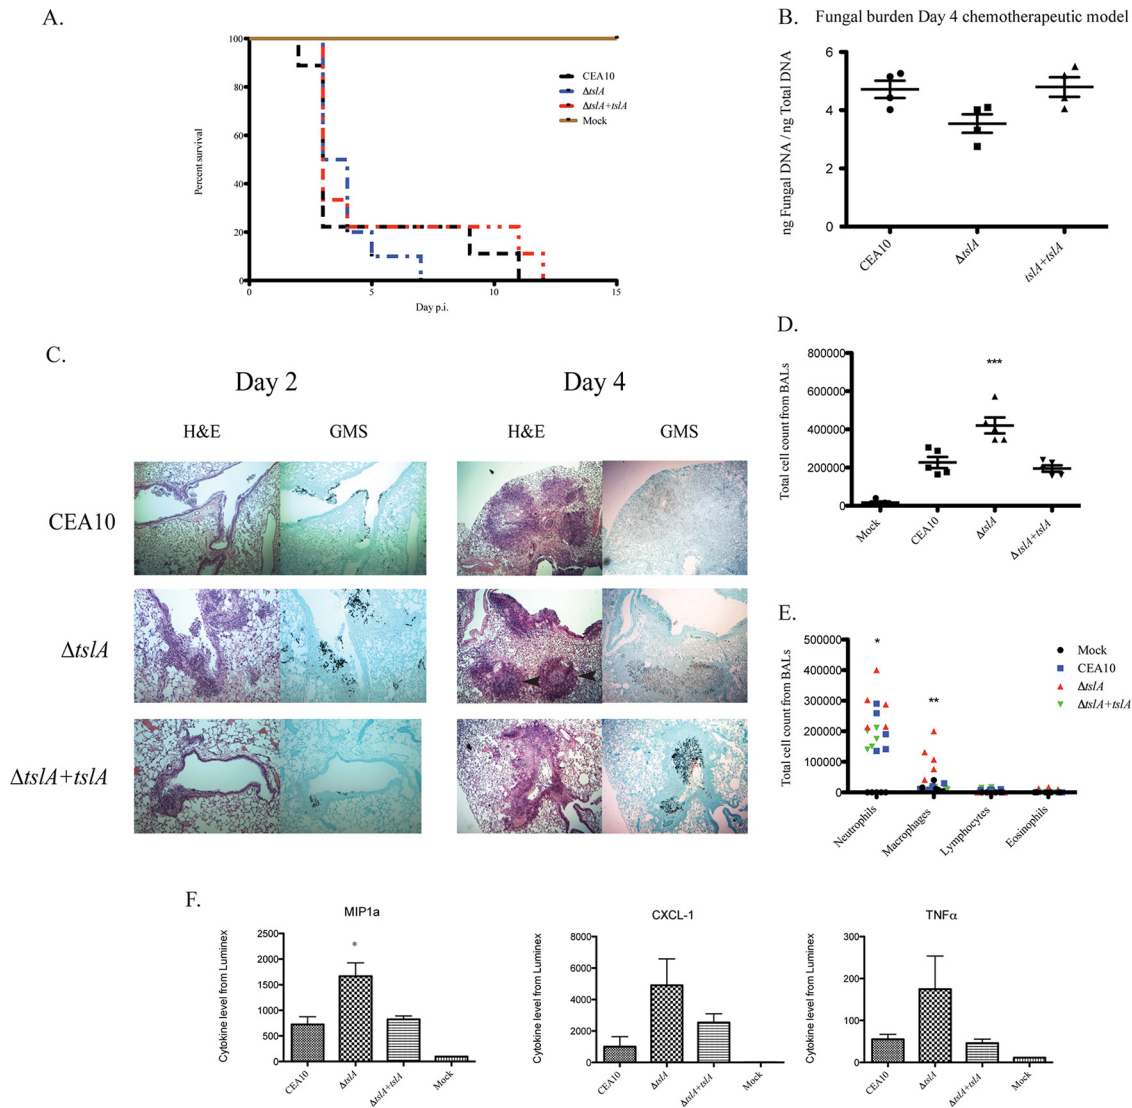 A.
100
80
60
40
20
0
Percent survival
0
5
10
15
Day p.i.
CEA10
ΔtslA
ΔtslA+tslA
Mock
B.
Fungal burden Day 4 chemotherapeutic model
ng Fungal DNA / ng Total DNA
6
4
2
0
CEA10
ΔtslA
tslA+tslA
C.
Day 2
Day 4
H&E
GMS
H&E
GMS
CEA10
ΔtslA
ΔtslA+tslA
D.
Total cell count from BALs
800000
600000
400000
200000
0
***
Mock
CEA10
ΔtslA
ΔtslA+tslA
E.
Total cell count from BALs
500000
400000
300000
200000
100000
0
*
**
Neutrophils
Macrophages
Lymphocytes
Eosinophils
Mock
CEA10
ΔtslA
ΔtslA+tslA
F.
MIP1a
Cytokine level from Luminex
2500
2000
1500
1000
500
0
*
CEA10
ΔtslA
ΔtslA+tslA
Mock
CXCL-1
Cytokine level from Luminex
8000
6000
4000
2000
0
CEA10
ΔtslA
ΔtslA+tslA
Mock
TNFα
Cytokine level from Luminex
300
200
100
0
CEA10
ΔtslA
ΔtslA+tslA
Mock